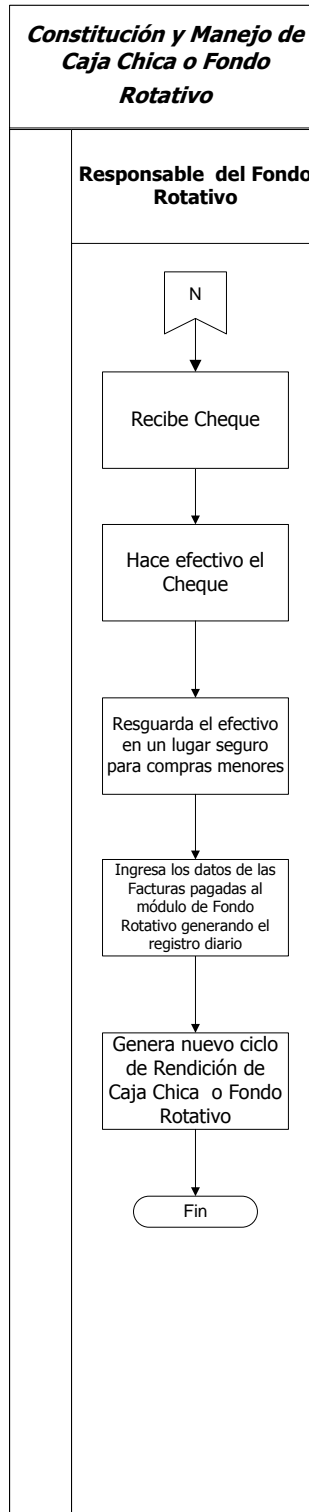 Constitución y Manejo de
Caja Chica o Fondo
Rotativo
Responsable del Fondo
Rotativo
N
Recibe Cheque
Hace efectivo el
Cheque
Resguarda el efectivo
en un lugar seguro
para compras menores
Ingresa los datos de las
Facturas pagadas al
módulo de Fondo
Rotativo generando el
registro diario
Genera nuevo ciclo
de Rendición de
Caja Chica o Fondo
Rotativo
Fin